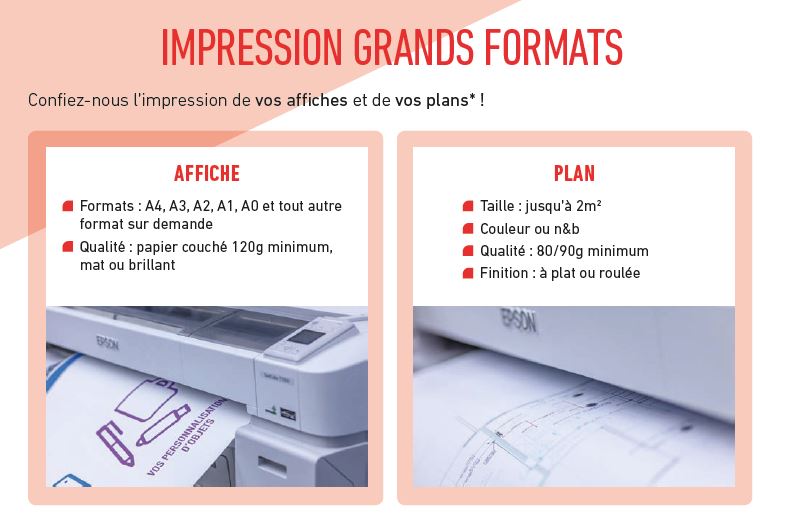 IMPRESSION GRANDS FORMATS
Confiez-nous l'impression de vos affiches et de vos plans* !
AFFICHE
Formats : A4, A3, A2, A1, A0 et tout autre
format sur demande
Qualité : papier couché 120g minimum,
mat ou brillant
EPSON
VOS PERSONNALISATION
D'OBJETS
PLAN
Taille : jusqu'à 2m²
Couleur ou n&b
Qualité : 80/90g minimum
Finition : à plat ou roulée
EPSON